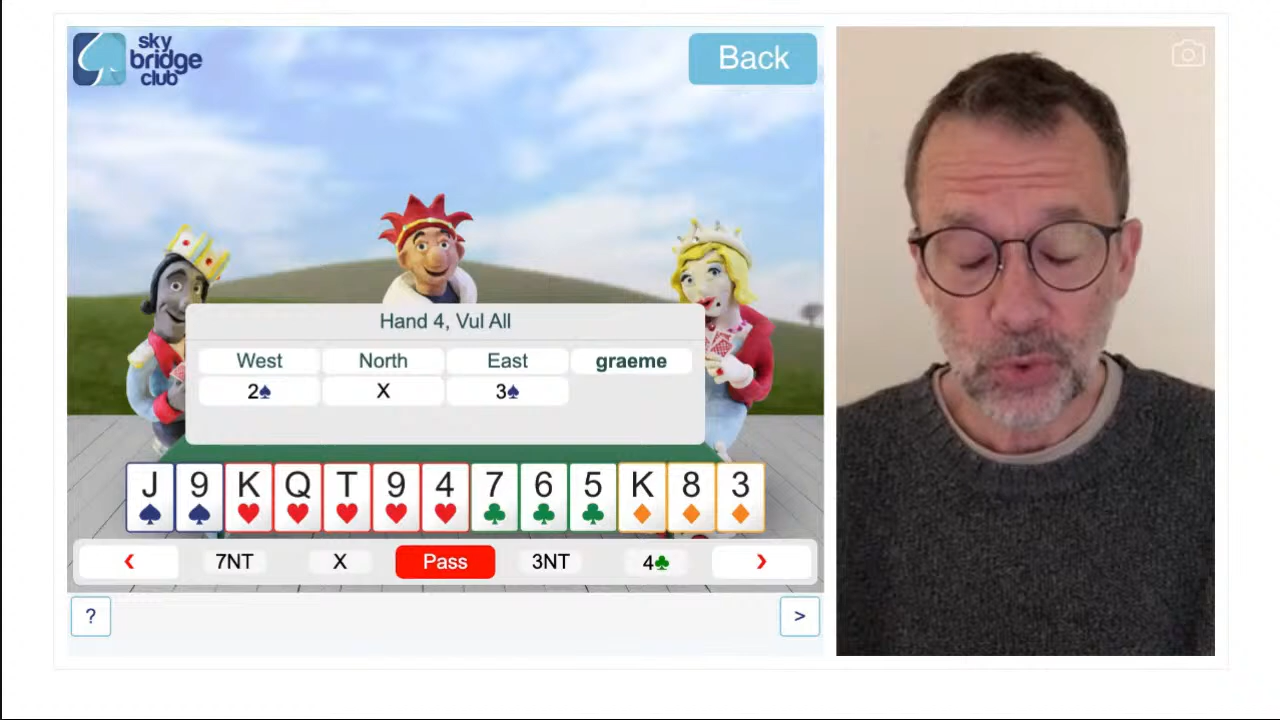 sky
bridge
club
Back
Hand 4, Vul All
West North East graeme
2♠ X 3♠
J♠ 9♠ K♥ Q♥ T♥ 9♥ 4♥ 7♣ 6♣ 5♣ K♦ 8♦ 3♦
‹ 7NT X Pass 3NT 4♣ ›
? >